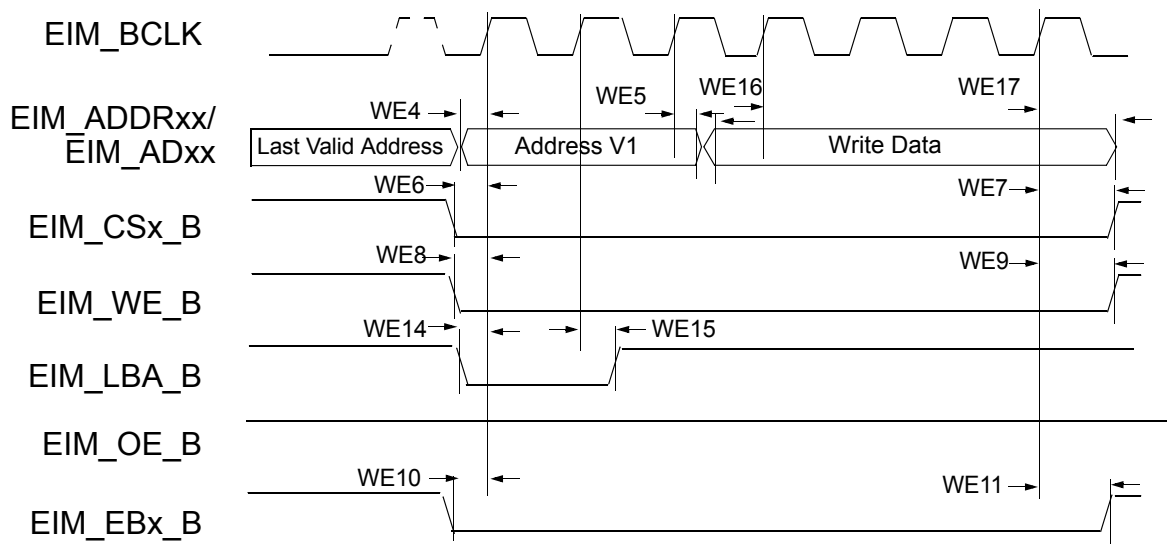 EIM_BCLK
WE4
WE5
WE16
WE17
EIM_ADDRxx/
EIM_ADxx
Last Valid Address
Address V1
Write Data
WE6
WE7
EIM_CSx_B
WE8
WE9
EIM_WE_B
WE14
WE15
EIM_LBA_B
EIM_OE_B
WE10
WE11
EIM_EBx_B